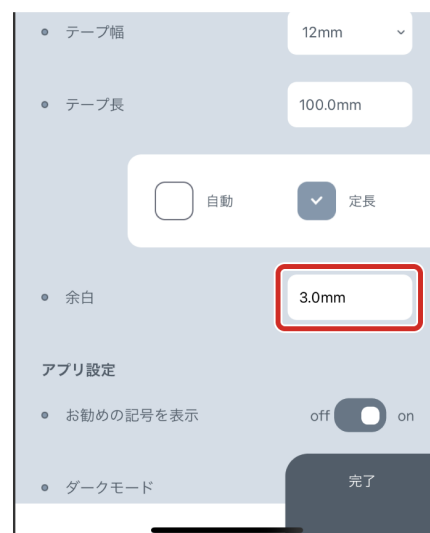 テープ幅 12mm
テープ長 100.0mm
自動 定長
余白 3.0mm
アプリ設定
お勧めの記号を表示 off on
ダークモード 完了